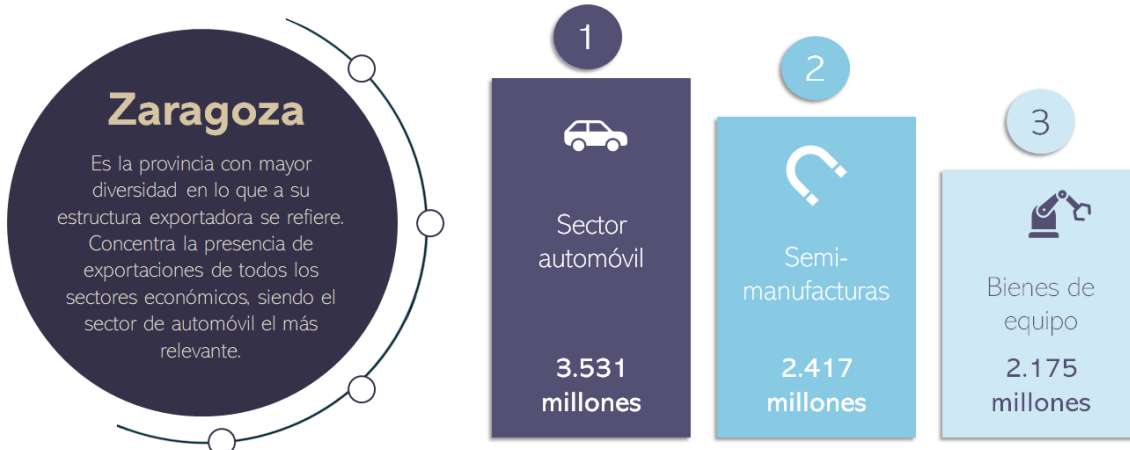 Zaragoza
Es la provincia con mayor
diversidad en lo que a su
estructura exportadora se refiere.
Concentra la presencia de
exportaciones de todos los
sectores económicos, siendo el
sector de automóvil el más
relevante.
1
Sector
automóvil
3.531
millones
2
Semi-
manufacturas
2.417
millones
3
Bienes de
equipo
2.175
millones